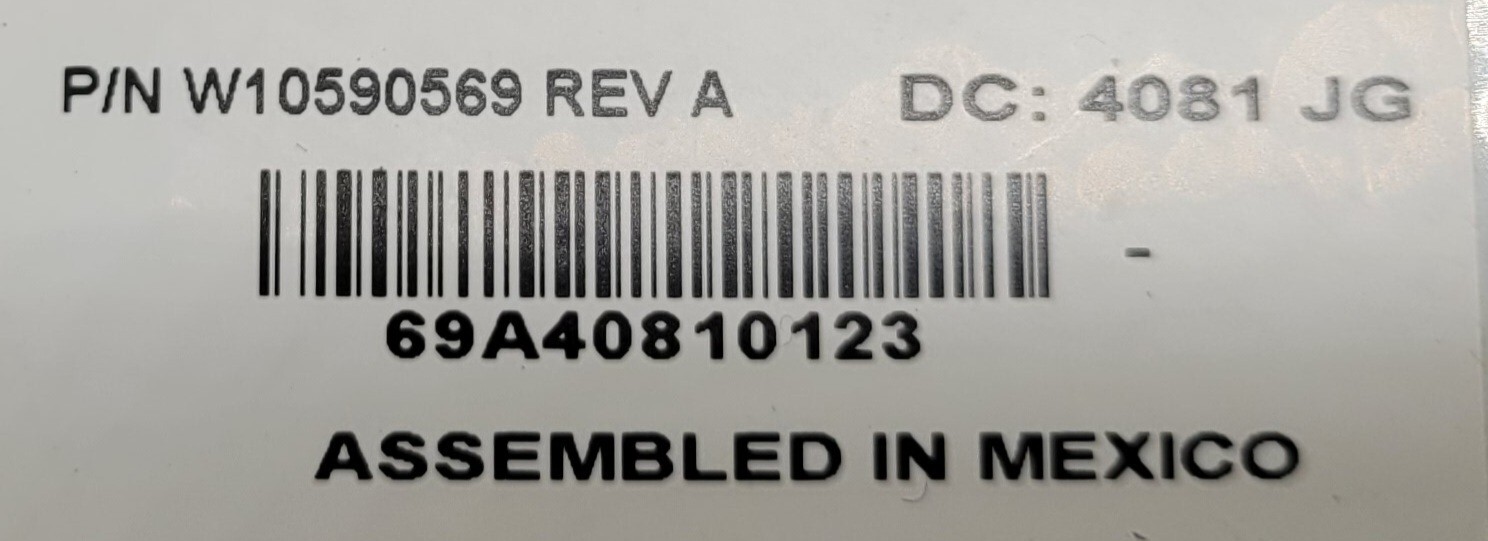 P/N W10590569 REV A DC: 4081 JG
-
69A40810123
ASSEMBLED IN MEXICO